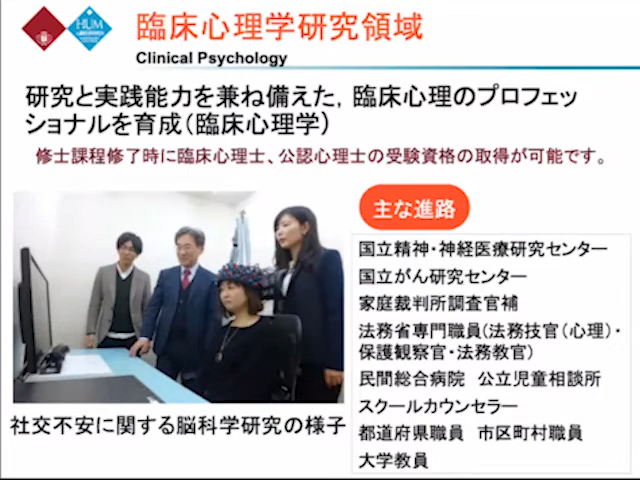 HUM
臨床心理学研究領域
Clinical Psychology
研究と実践能力を兼ね備えた，臨床心理のプロフェッ
ショナルを育成（臨床心理学）
修士課程修了時に臨床心理士、公認心理士の受験資格の取得が可能です。
主な進路
国立精神・神経医療研究センター
国立がん研究センター
家庭裁判所調査官補
法務省専門職員（法務技官（心理）・
保護観察官・法務教官）
民間総合病院　公立児童相談所
スクールカウンセラー
都道府県職員　市区町村職員
大学教員
社交不安に関する脳科学研究の様子